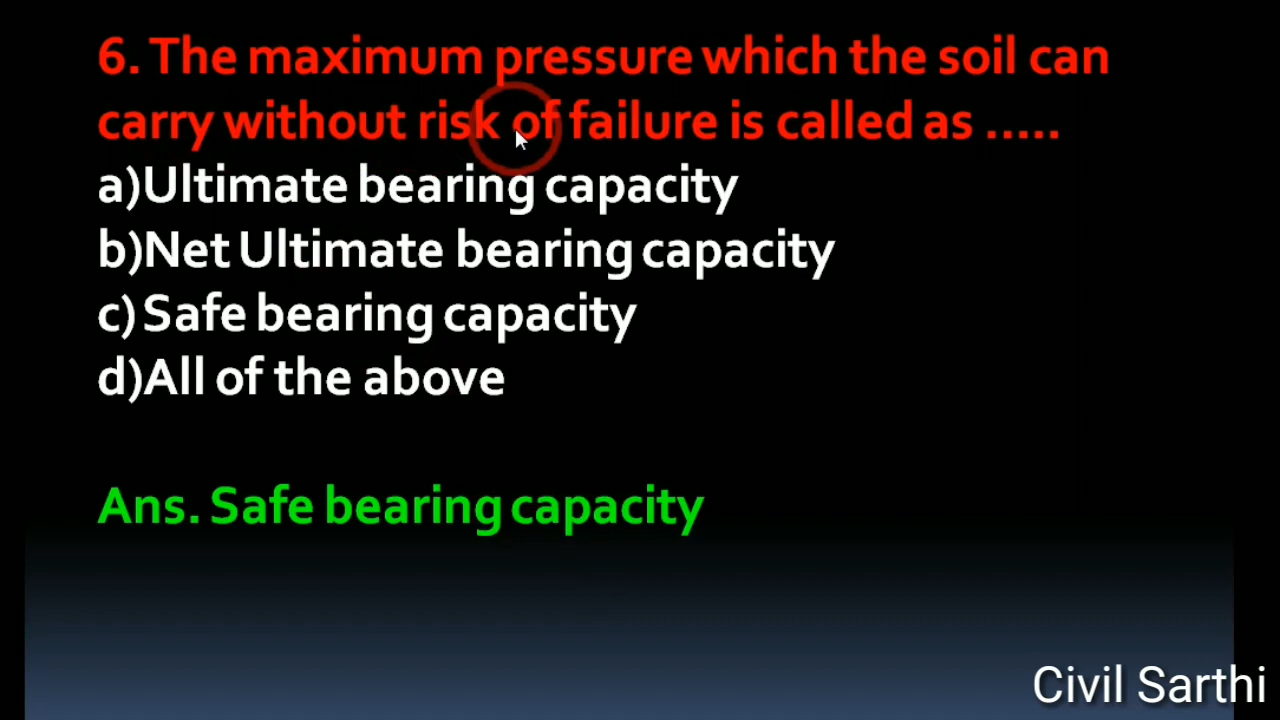 6. The maximum pressure which the soil can
carry without risk of failure is called as .....
a)Ultimate bearing capacity
b)Net Ultimate bearing capacity
c) Safe bearing capacity
d)All of the above
Ans. Safe bearing capacity
Civil Sarthi